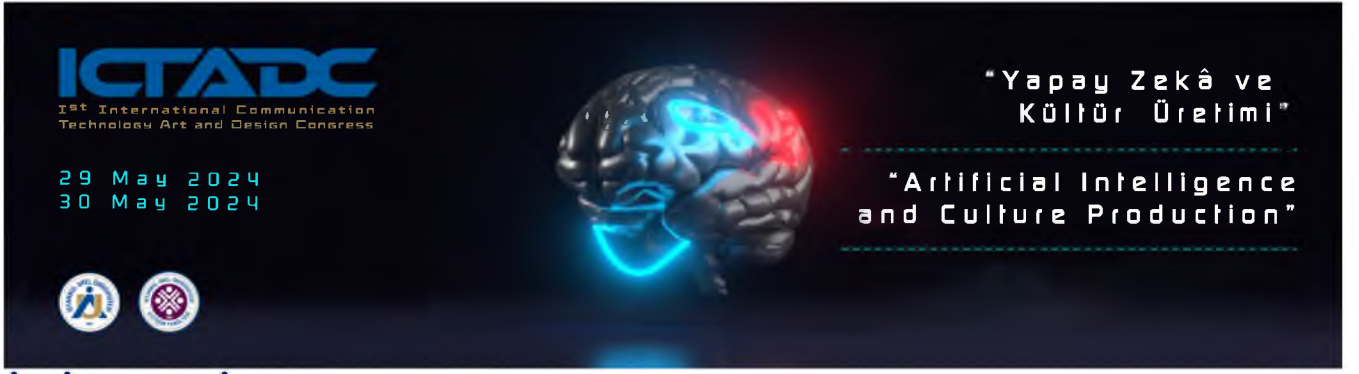 ICTADC
Ist International Communication
Technology Art and Design Congress
29 May 2024
30 May 2024
"Yapay Zekâ ve
Kültür Üretimi"
"Artificial Intelligence
and Culture Production"